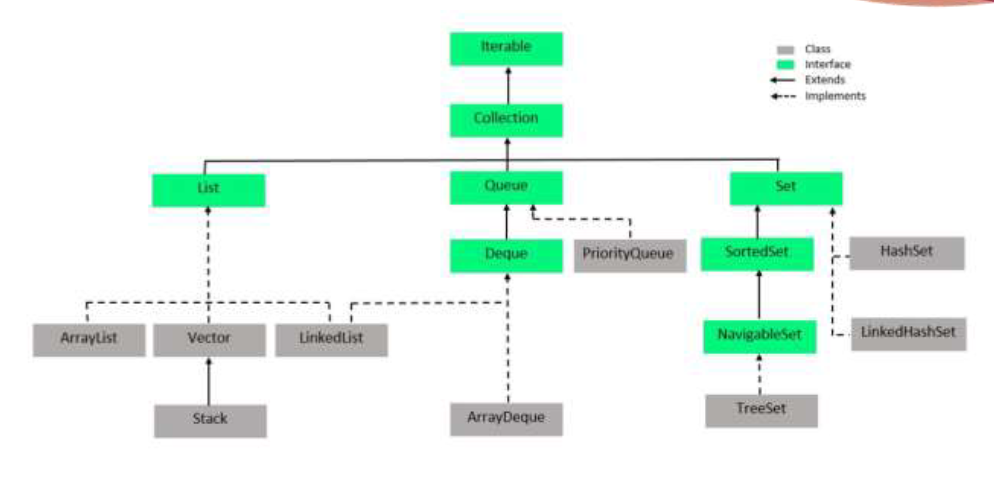 Iterable
Class
Interface
Extends
Implements
Collection
List
Queue
Set
Deque
PriorityQueue
SortedSet
HashSet
ArrayList
Vector
LinkedList
NavigableSet
LinkedHashSet
Stack
ArrayDeque
TreeSet